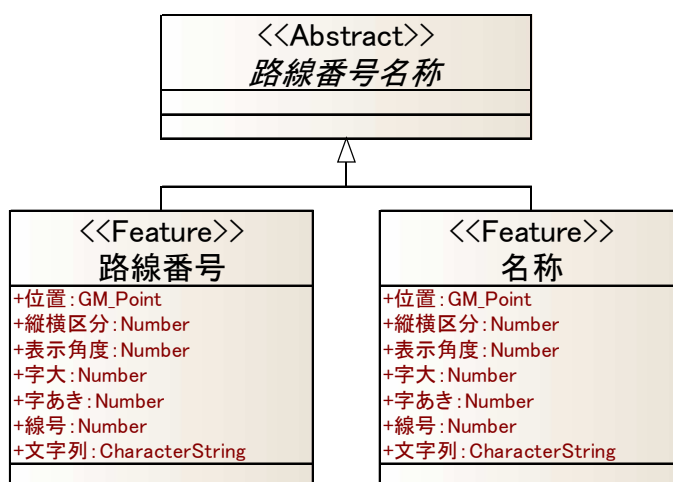 <<Abstract>>
路線番号名称
<<Feature>>
路線番号
+位置:GM_Point
+縦横区分:Number
+表示角度:Number
+字大:Number
+字あき:Number
+線号:Number
+文字列:CharacterString
<<Feature>>
名称
+位置:GM_Point
+縦横区分:Number
+表示角度:Number
+字大:Number
+字あき:Number
+線号:Number
+文字列:CharacterString